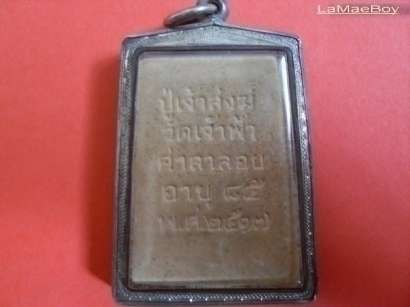 LaMaeBoy
ปู่เจ้าสิงห์
วัดเจ้าฟ้า
ศาลาลอย
อายุ ๘๕
พ.ศ.๒๕๑๗